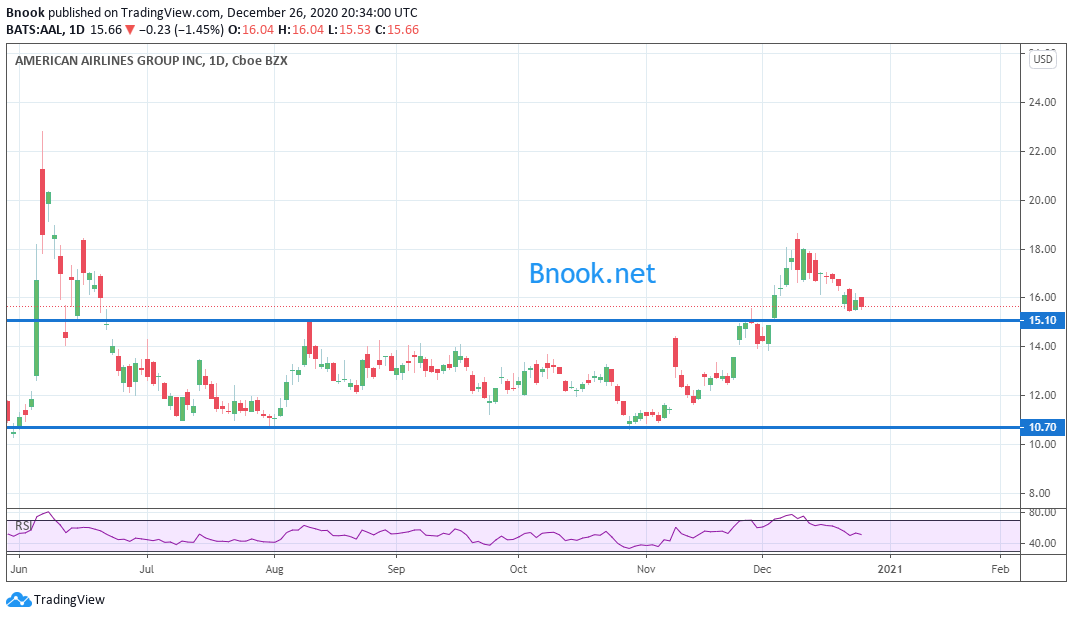 Bnook published on TradingView.com, December 26, 2020 20:34:00 UTC
BATS:AAL, 1D 15.66 ▼ −0.23 (−1.45%) O:16.04 H:16.04 L:15.53 C:15.66
AMERICAN AIRLINES GROUP INC, 1D, Cboe BZX
USD
24.00
22.00
20.00
18.00
Bnook.net
16.00
15.10
14.00
12.00
10.70
10.00
8.00
80.00
RSI
40.00
Jun Jul Aug Sep Oct Nov Dec 2021 Feb
TradingView